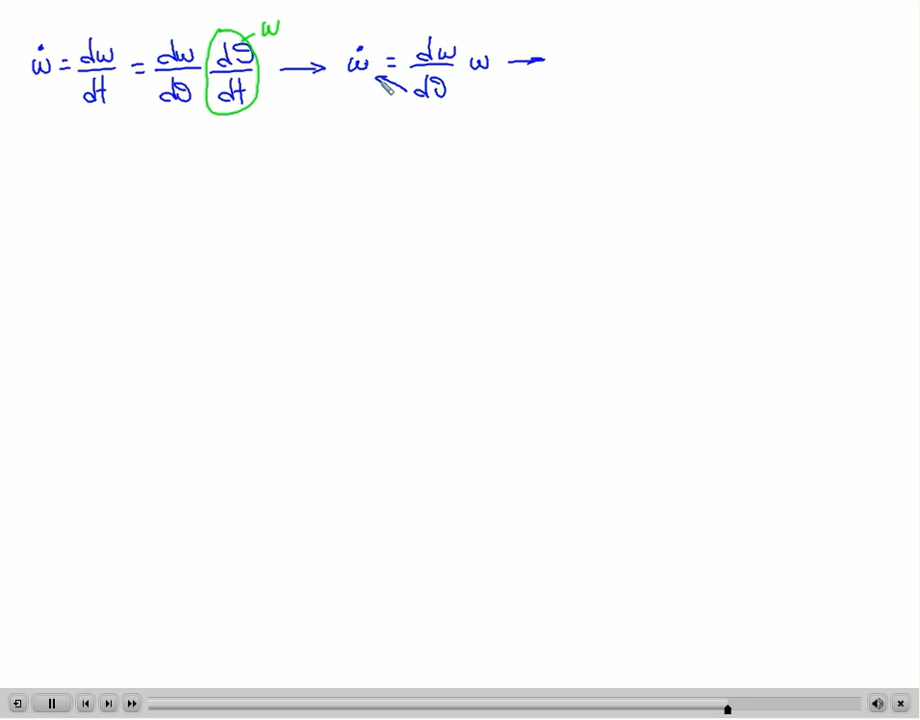 ω̇ = dω/dt = dω/dθ dθ/dt ω → ω̇ = dω/dθ ω →